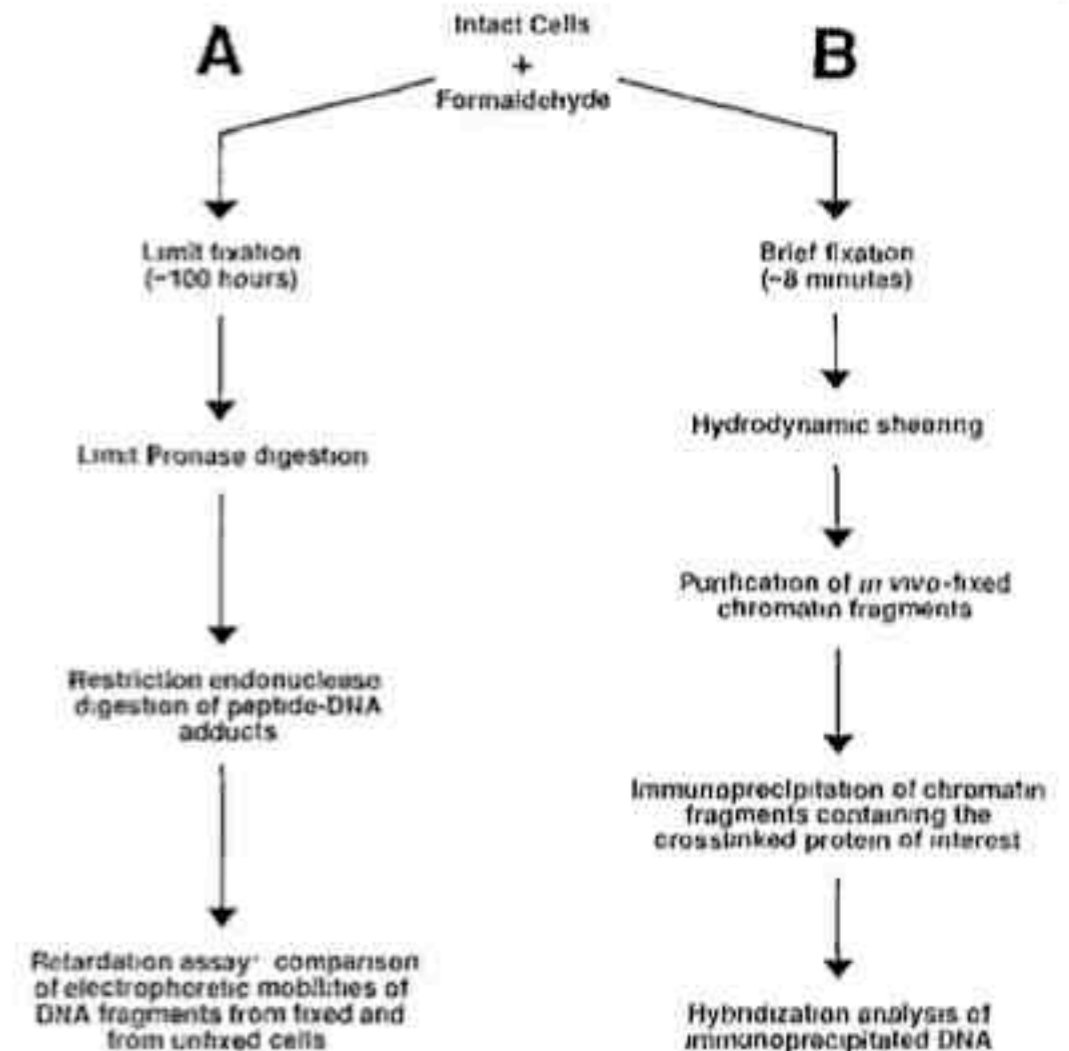 A
Intact Cells
+
Formaldehyde
B
Limit fixation
(~100 hours)
Limit Pronase digestion
Restriction endonuclease
digestion of peptide-DNA
adducts
Retardation assay: comparison
of electrophoretic mobilities of
DNA fragments from fixed and
from unfixed cells
Brief fixation
(~8 minutes)
Hydrodynamic shearing
Purification of in vivo-fixed
chromatin fragments
Immunoprecipitation of chromatin
fragments containing the
crosslinked protein of interest
Hybridization analysis of
immunoprecipitated DNA